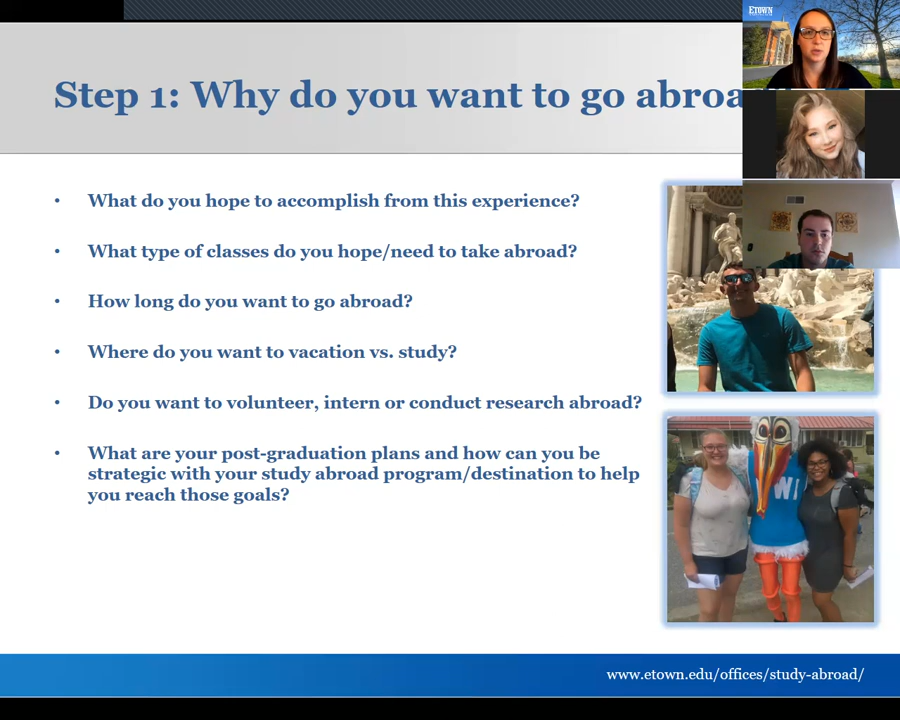 ETOWN
Step 1: Why do you want to go abroa
• What do you hope to accomplish from this experience?
• What type of classes do you hope/need to take abroad?
• How long do you want to go abroad?
• Where do you want to vacation vs. study?
• Do you want to volunteer, intern or conduct research abroad?
• What are your post-graduation plans and how can you be
strategic with your study abroad program/destination to help
you reach those goals?
WI
www.etown.edu/offices/study-abroad/